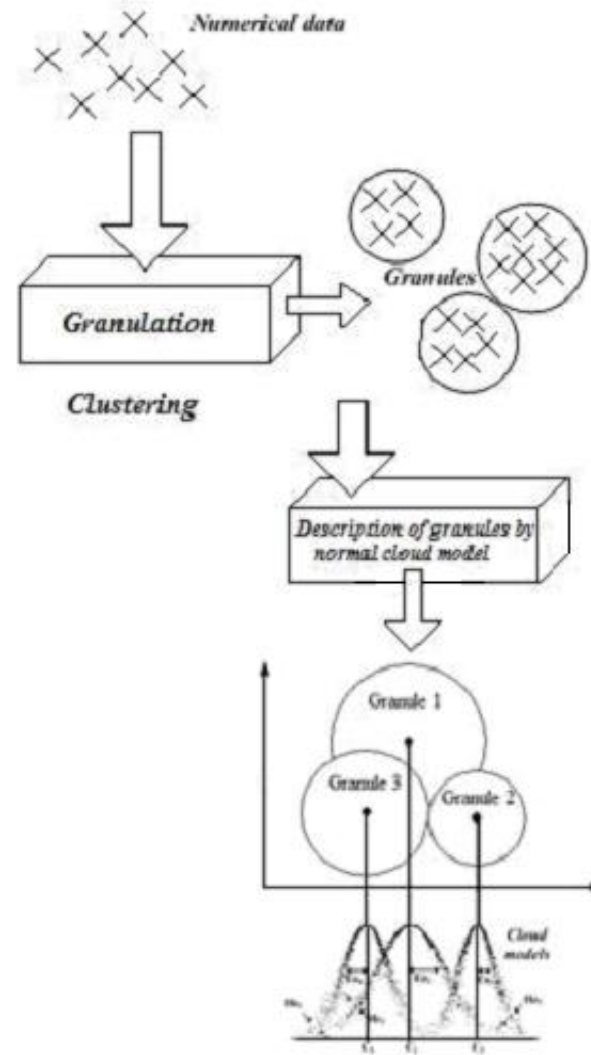 Numerical data
Granules
Granulation
Clustering
Description of granules by
normal cloud model
Granule 1
Granule 3
Granule 2
Cloud
models